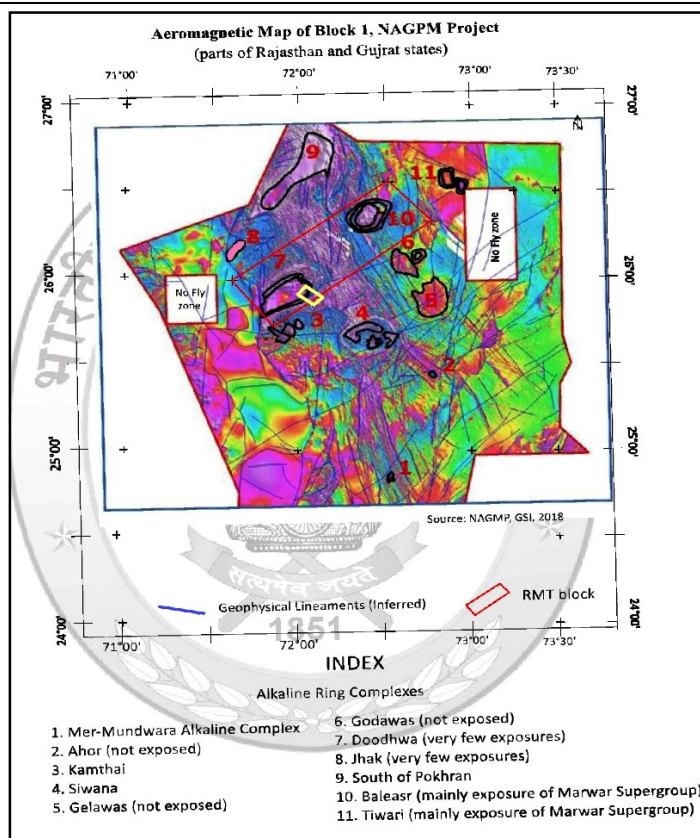 Aeromagnetic Map of Block 1, NAGPM Project
(parts of Rajasthan and Gujrat states)
71°00' 72°00' 73°00' 73°30'
27°00' 27°00'
N
9
11
10
8
6
7
No Fly zone
26°00' 26°00'
No Fly zone
5
3 4
2
25°00' 25°00'
1
Source: NAGMP, GSI, 2018
सत्यमेव जयते
Geophysical Lineaments (Inferred) RMT block
1851
24°00' 24°00'
71°00' 72°00' 73°00' 73°30'
INDEX
Alkaline Ring Complexes
1. Mer-Mundwara Alkaline Complex
2. Ahor (not exposed)
3. Kamthai
4. Siwana
5. Gelawas (not exposed)
6. Godawas (not exposed)
7. Doodhwa (very few exposures)
8. Jhak (very few exposures)
9. South of Pokhran
10. Baleasr (mainly exposure of Marwar Supergroup)
11. Tiwari (mainly exposure of Marwar Supergroup)